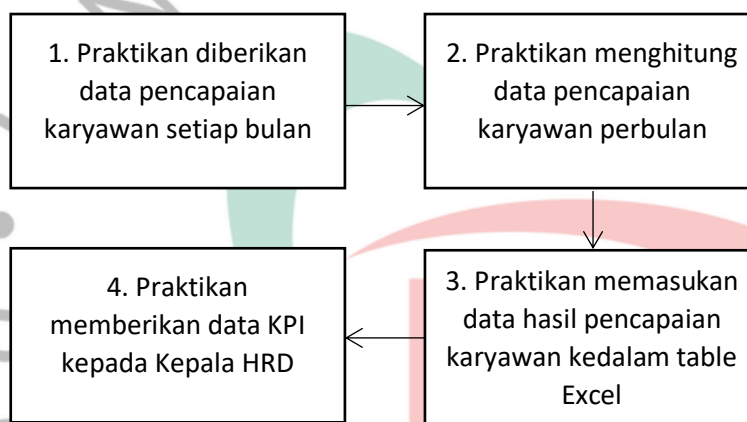 1. Praktikan diberikan
data pencapaian
karyawan setiap bulan
2. Praktikan menghitung
data pencapaian
karyawan perbulan
3. Praktikan memasukan
data hasil pencapaian
karyawan kedalam table
Excel
4. Praktikan
memberikan data KPI
kepada Kepala HRD